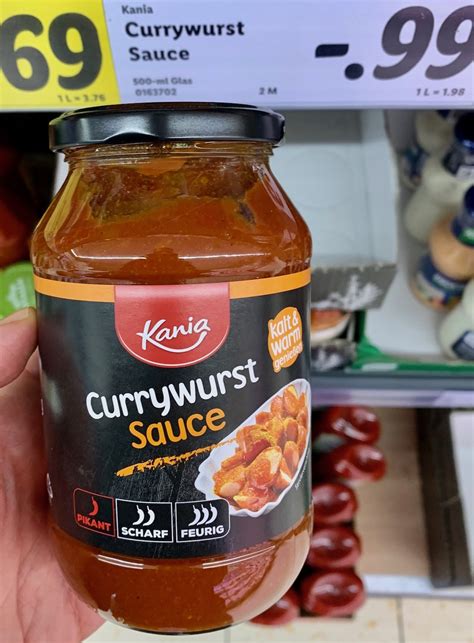 69
1 L = 3.76
Kania
Currywurst
Sauce
500-ml Glas
0163702
2 M
-.99
1 L = 1.98
Kania
kalt &
warm
genießen
Currywurst
Sauce
PIKANT
SCHARF
FEURIG